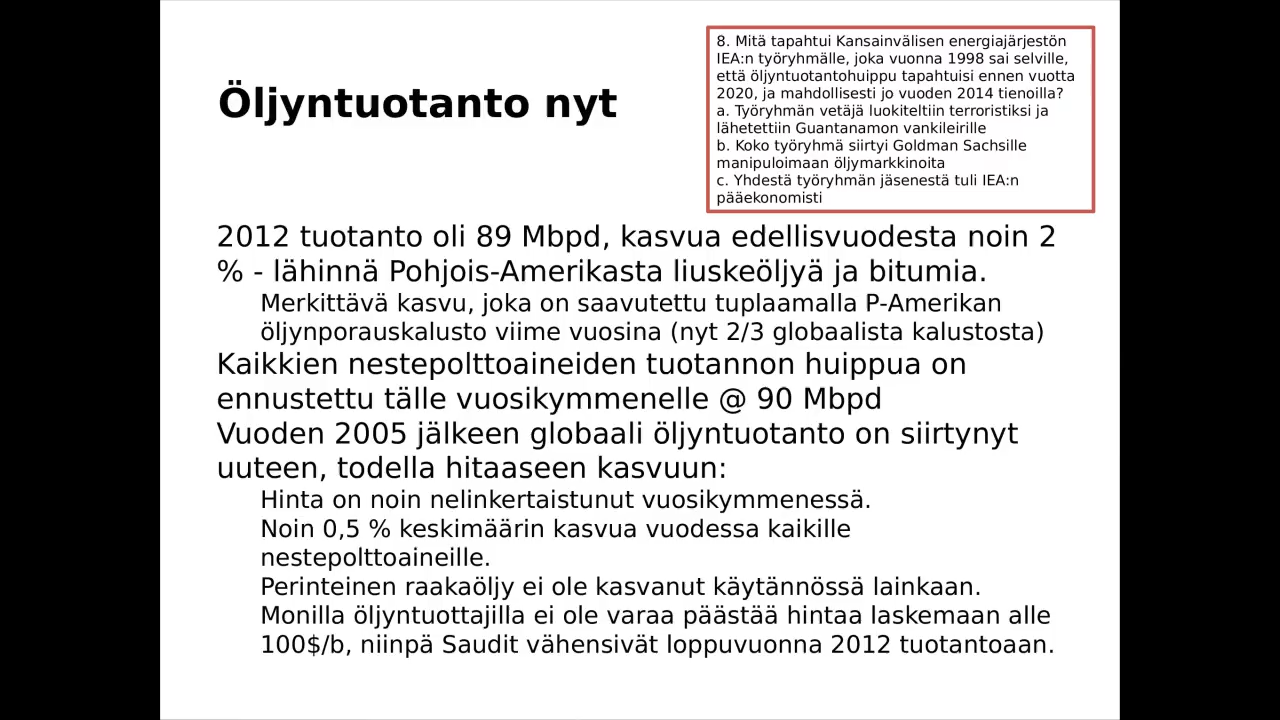 Öljyntuotanto nyt
8. Mitä tapahtui Kansainvälisen energiajärjestön
IEA:n työryhmälle, joka vuonna 1998 sai selville,
että öljyntuotantohuippu tapahtuisi ennen vuotta
2020, ja mahdollisesti jo vuoden 2014 tienoilla?
a. Työryhmän vetäjä luokiteltiin terroristiksi ja
lähetettiin Guantanamon vankileirille
b. Koko työryhmä siirtyi Goldman Sachsille
manipuloimaan öljymarkkinoita
c. Yhdestä työryhmän jäsenestä tuli IEA:n
pääekonomisti
2012 tuotanto oli 89 Mbpd, kasvua edellisvuodesta noin 2
% - lähinnä Pohjois-Amerikasta liuskeöljyä ja bitumia.
Merkittävä kasvu, joka on saavutettu tuplaamalla P-Amerikan
öljynporauskalusto viime vuosina (nyt 2/3 globaalista kalustosta)
Kaikkien nestepolttoaineiden tuotannon huippua on
ennustettu tälle vuosikymmenelle @ 90 Mbpd
Vuoden 2005 jälkeen globaali öljyntuotanto on siirtynyt
uuteen, todella hitaaseen kasvuun:
Hinta on noin nelinkertaistunut vuosikymmenessä.
Noin 0,5 % keskimäärin kasvua vuodessa kaikille
nestepolttoaineille.
Perinteinen raakaöljy ei ole kasvanut käytännössä lainkaan.
Monilla öljyntuottajilla ei ole varaa päästää hintaa laskemaan alle
100$/b, niinpä Saudit vähensivät loppuvuonna 2012 tuotantoaan.